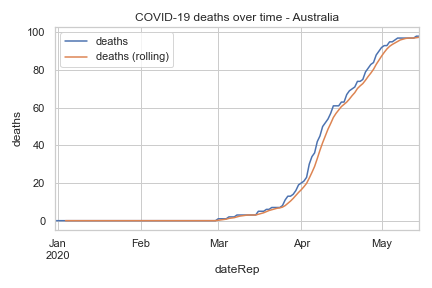 COVID-19 deaths over time - Australia
deaths
deaths (rolling)
100
80
60
40
20
0
deaths
Jan Feb Mar Apr May
2020
dateRep